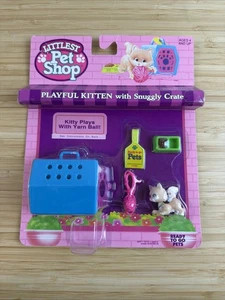 LITTLEST
Pet
Shop
PLAYFUL KITTEN with Snuggly Crate
Kitty Plays
With Yarn Ball!
Pets
READY
TO GO
PETS